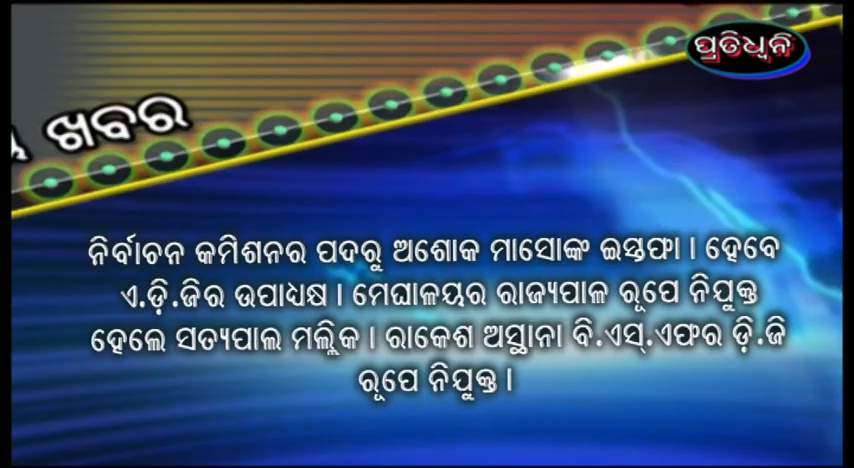 ପ୍ରତିଧ୍ୱନି
ଖବର
ନିର୍ବାଚନ କମିଶନର ପଦରୁ ଅଶୋକ ମାସୋଙ୍କ ଇସ୍ତଫା । ହେବେ
ଏ.ଡ଼ି.ଜିର ଉପାଧକ୍ଷ । ମେଘାଳୟର ରାଜ୍ୟପାଳ ରୂପେ ନିଯୁକ୍ତ
ହେଲେ ସତ୍ୟପାଲ ମଲ୍ଲିକ । ରାକେଶ ଅସ୍ଥାନା ବି.ଏସ୍.ଏଫର ଡ଼ି.ଜି
ରୂପେ ନିଯୁକ୍ତ ।